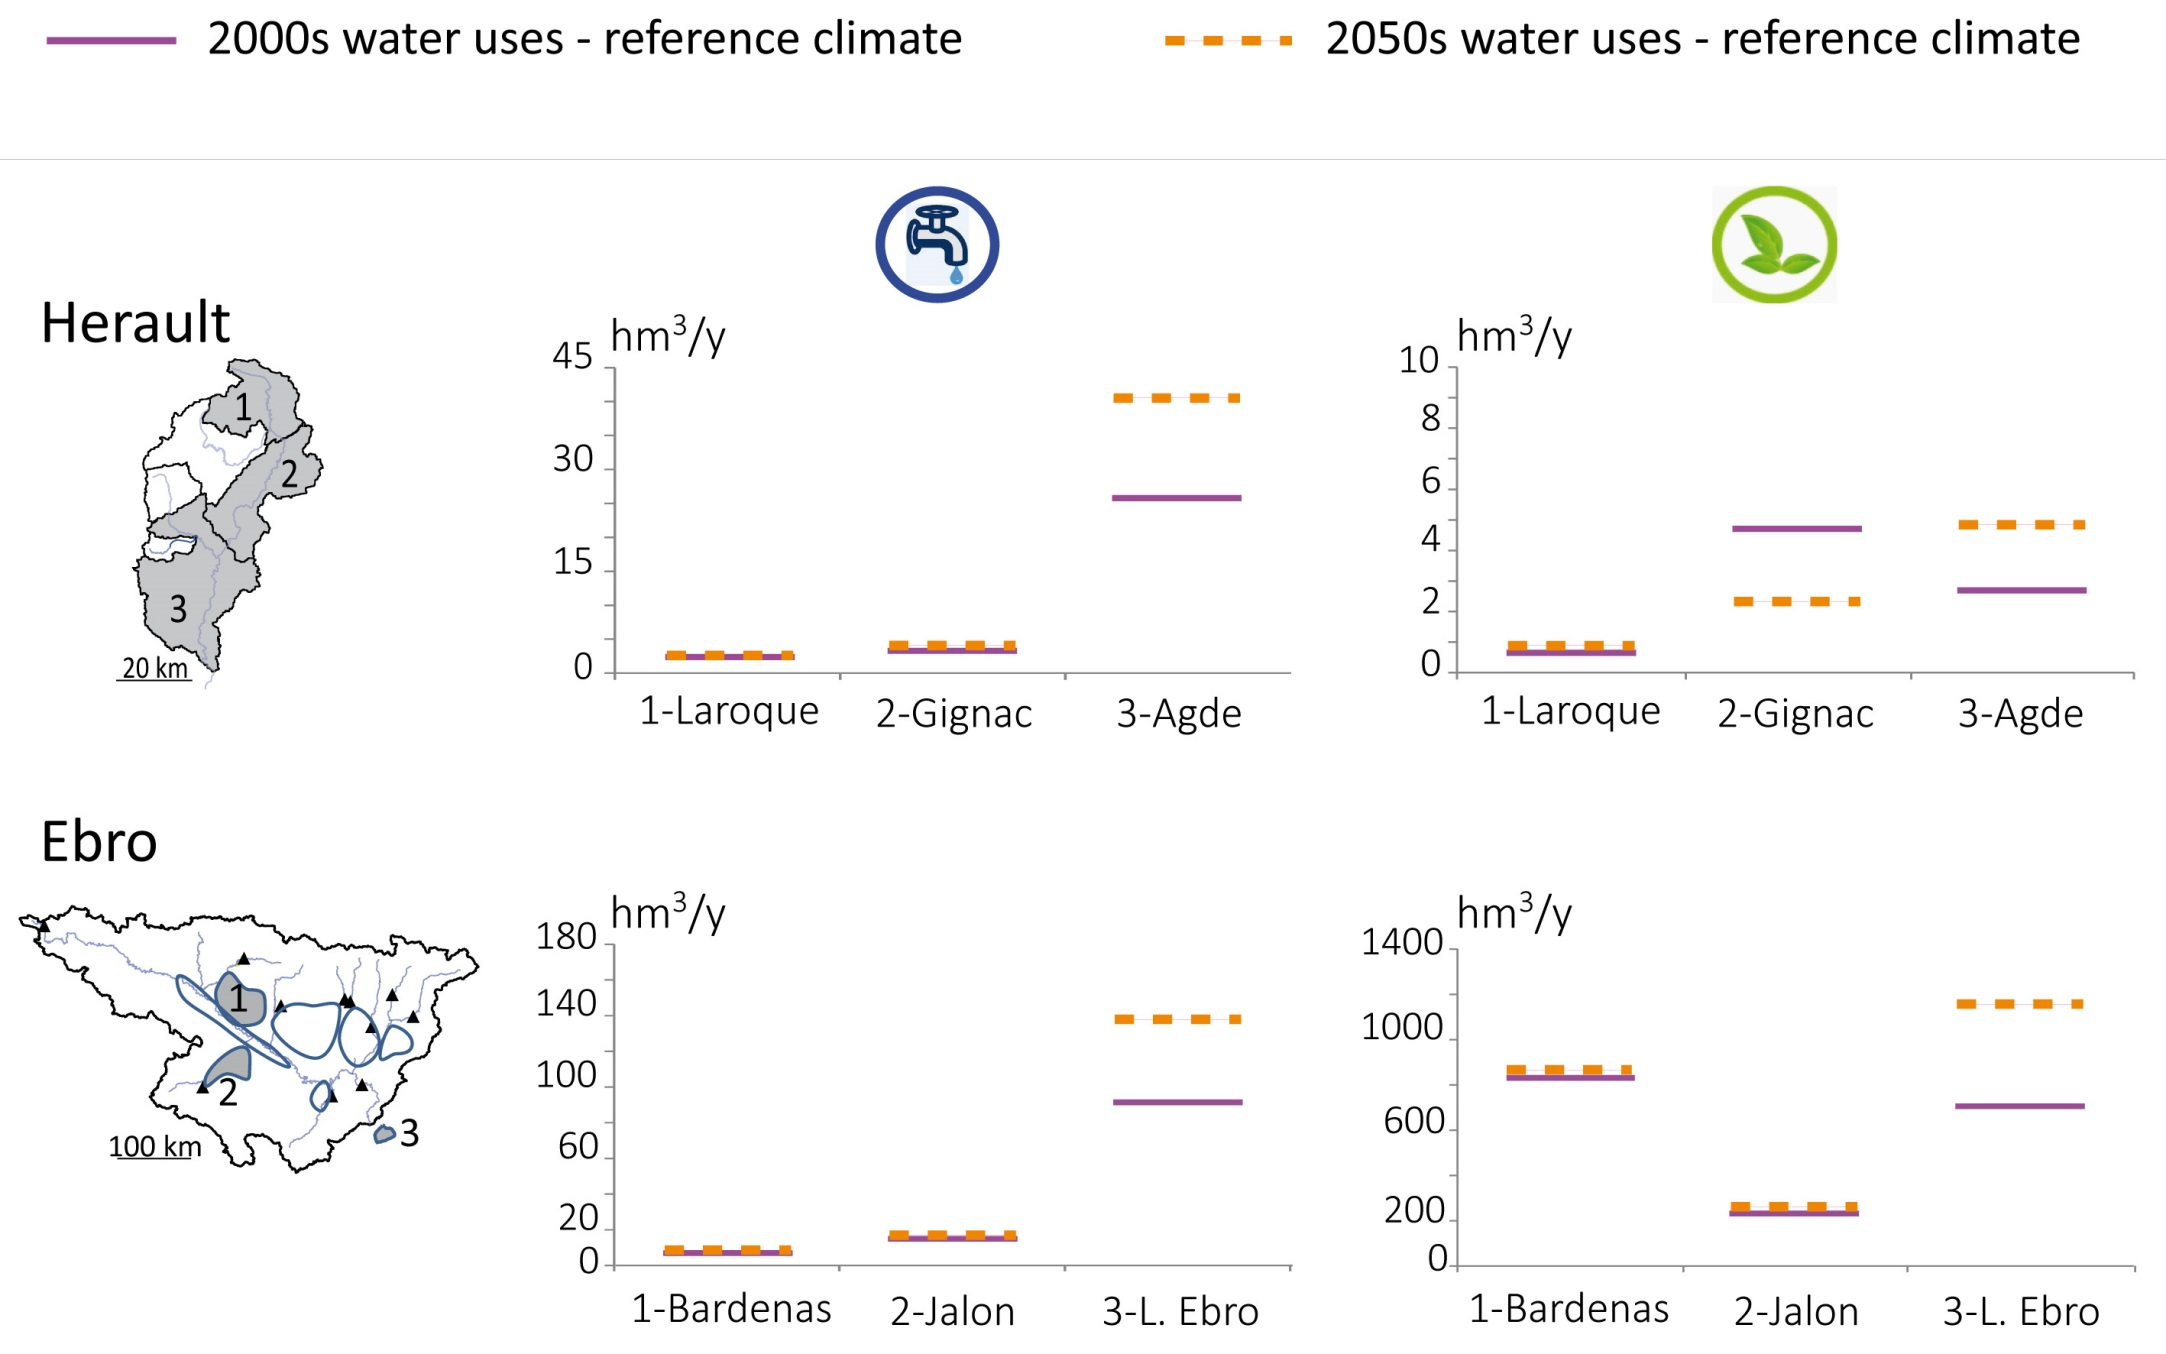 2000s water uses - reference climate
2050s water uses - reference climate
Herault
1
2
3
20 km
hm³/y
45
30
15
0
1-Laroque
2-Gignac
3-Agde
hm³/y
10
8
6
4
2
0
1-Laroque
2-Gignac
3-Agde
Ebro
1
2
3
100 km
hm³/y
180
140
100
60
20
0
1-Bardenas
2-Jalon
3-L. Ebro
hm³/y
1400
1000
600
200
0
1-Bardenas
2-Jalon
3-L. Ebro